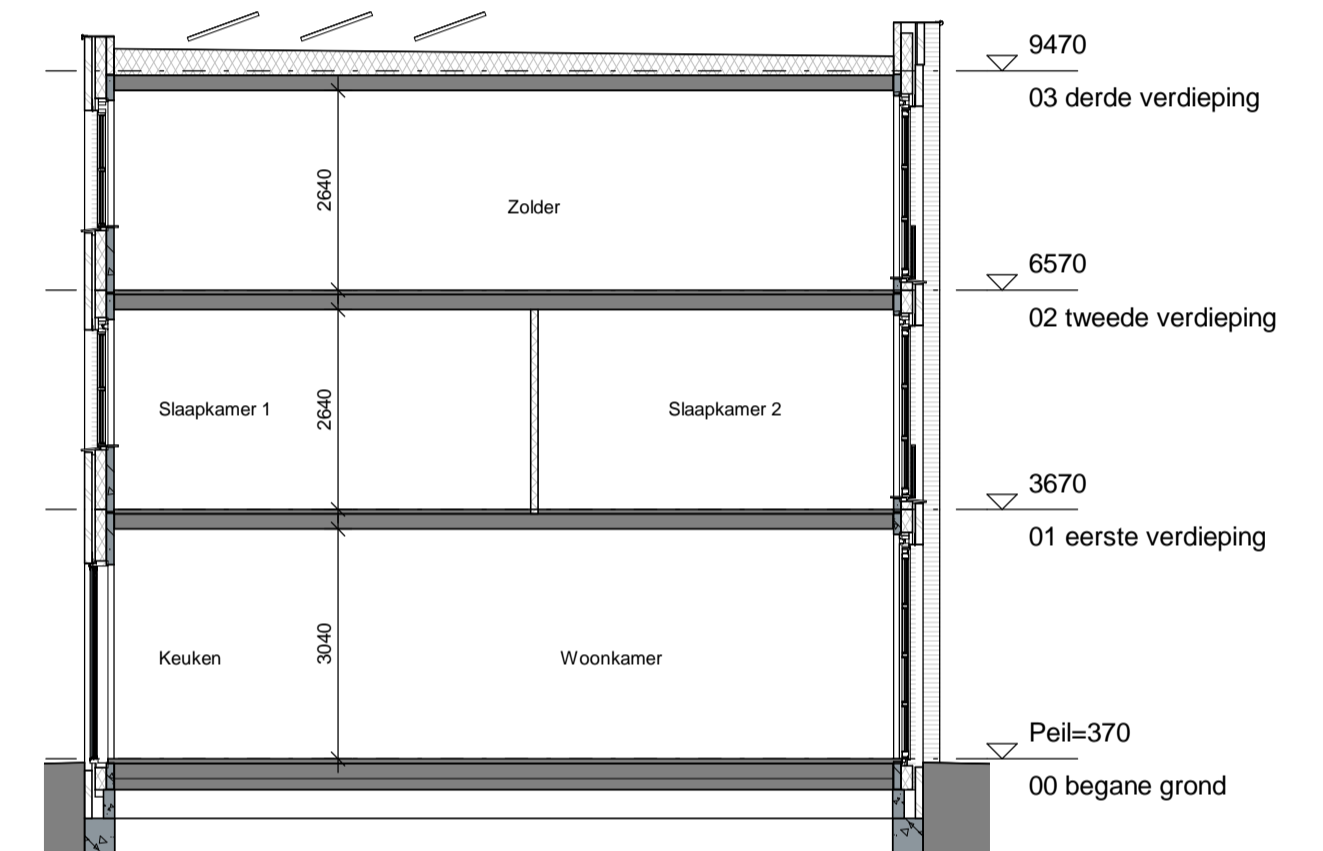 9470
03 derde verdieping
2640
Zolder
6570
02 tweede verdieping
Slaapkamer 1
2640
Slaapkamer 2
3670
01 eerste verdieping
Keuken
3040
Woonkamer
Peil=370
00 begane grond